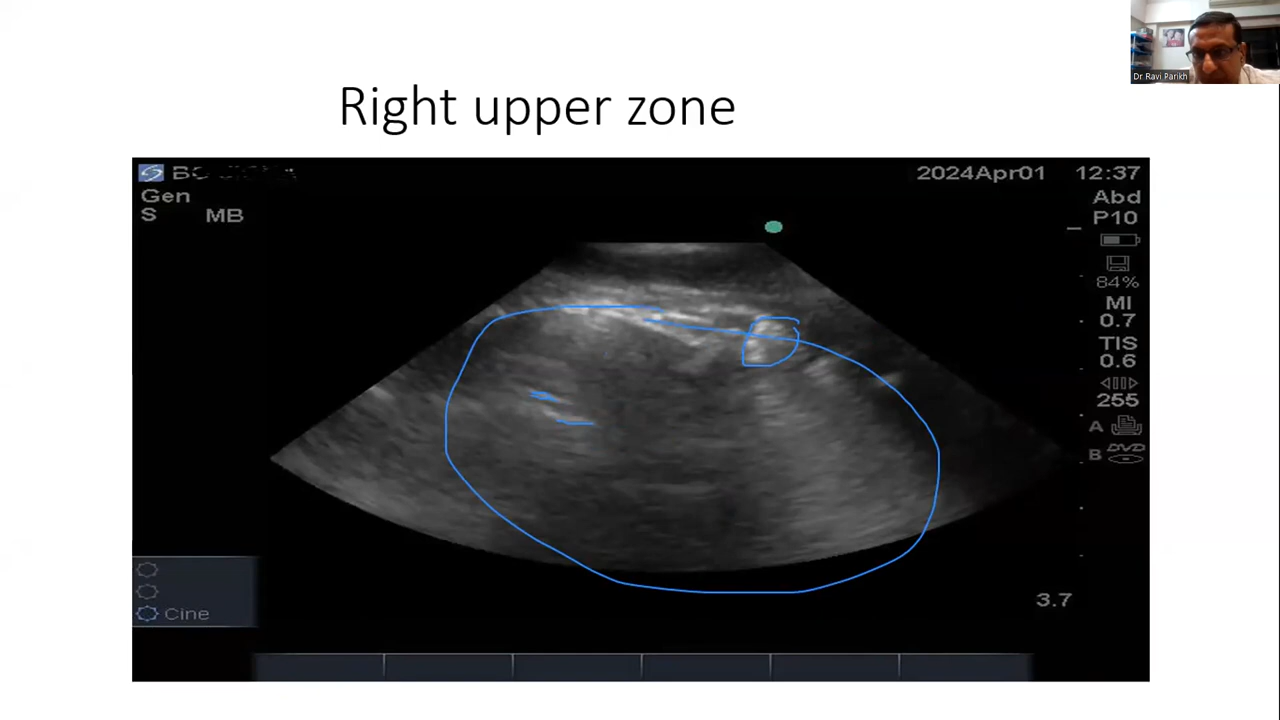 Dr Ravi Parikh
Right upper zone
2024Apr01 12:37
Gen
S MB
Abd
P10
84%
MI
0.7
TIS
0.6
255
A
B DVD
3.7
Cine